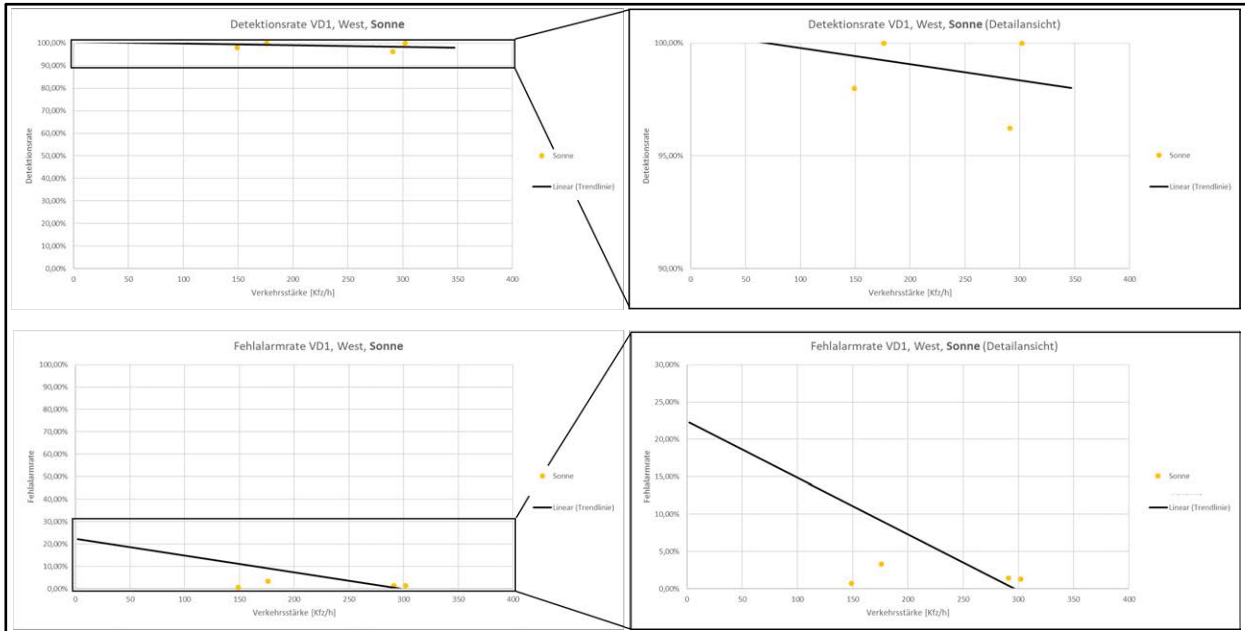 Detektionsrate VD1, West, Sonne
100,00%
90,00%
80,00%
70,00%
60,00%
50,00%
40,00%
30,00%
20,00%
10,00%
0,00%
Detektionsrate
0 50 100 150 200 250 300 350 400
Verkehrsstärke [Kfz/h]
Sonne
Linear (Trendlinie)
Detektionsrate VD1, West, Sonne (Detailansicht)
100,00%
95,00%
90,00%
Detektionsrate
0 50 100 150 200 250 300 350 400
Verkehrsstärke [Kfz/h]
Sonne
Linear (Trendlinie)
Fehlalarmrate VD1, West, Sonne
100,00%
90,00%
80,00%
70,00%
60,00%
50,00%
40,00%
30,00%
20,00%
10,00%
0,00%
Fehlalarmrate
0 50 100 150 200 250 300 350 400
Verkehrsstärke [Kfz/h]
Sonne
Linear (Trendlinie)
Fehlalarmrate VD1, West, Sonne (Detailansicht)
30,00%
25,00%
20,00%
15,00%
10,00%
5,00%
0,00%
Fehlalarmrate
0 50 100 150 200 250 300 350 400
Verkehrsstärke [Kfz/h]
Sonne
Linear (Trendlinie)